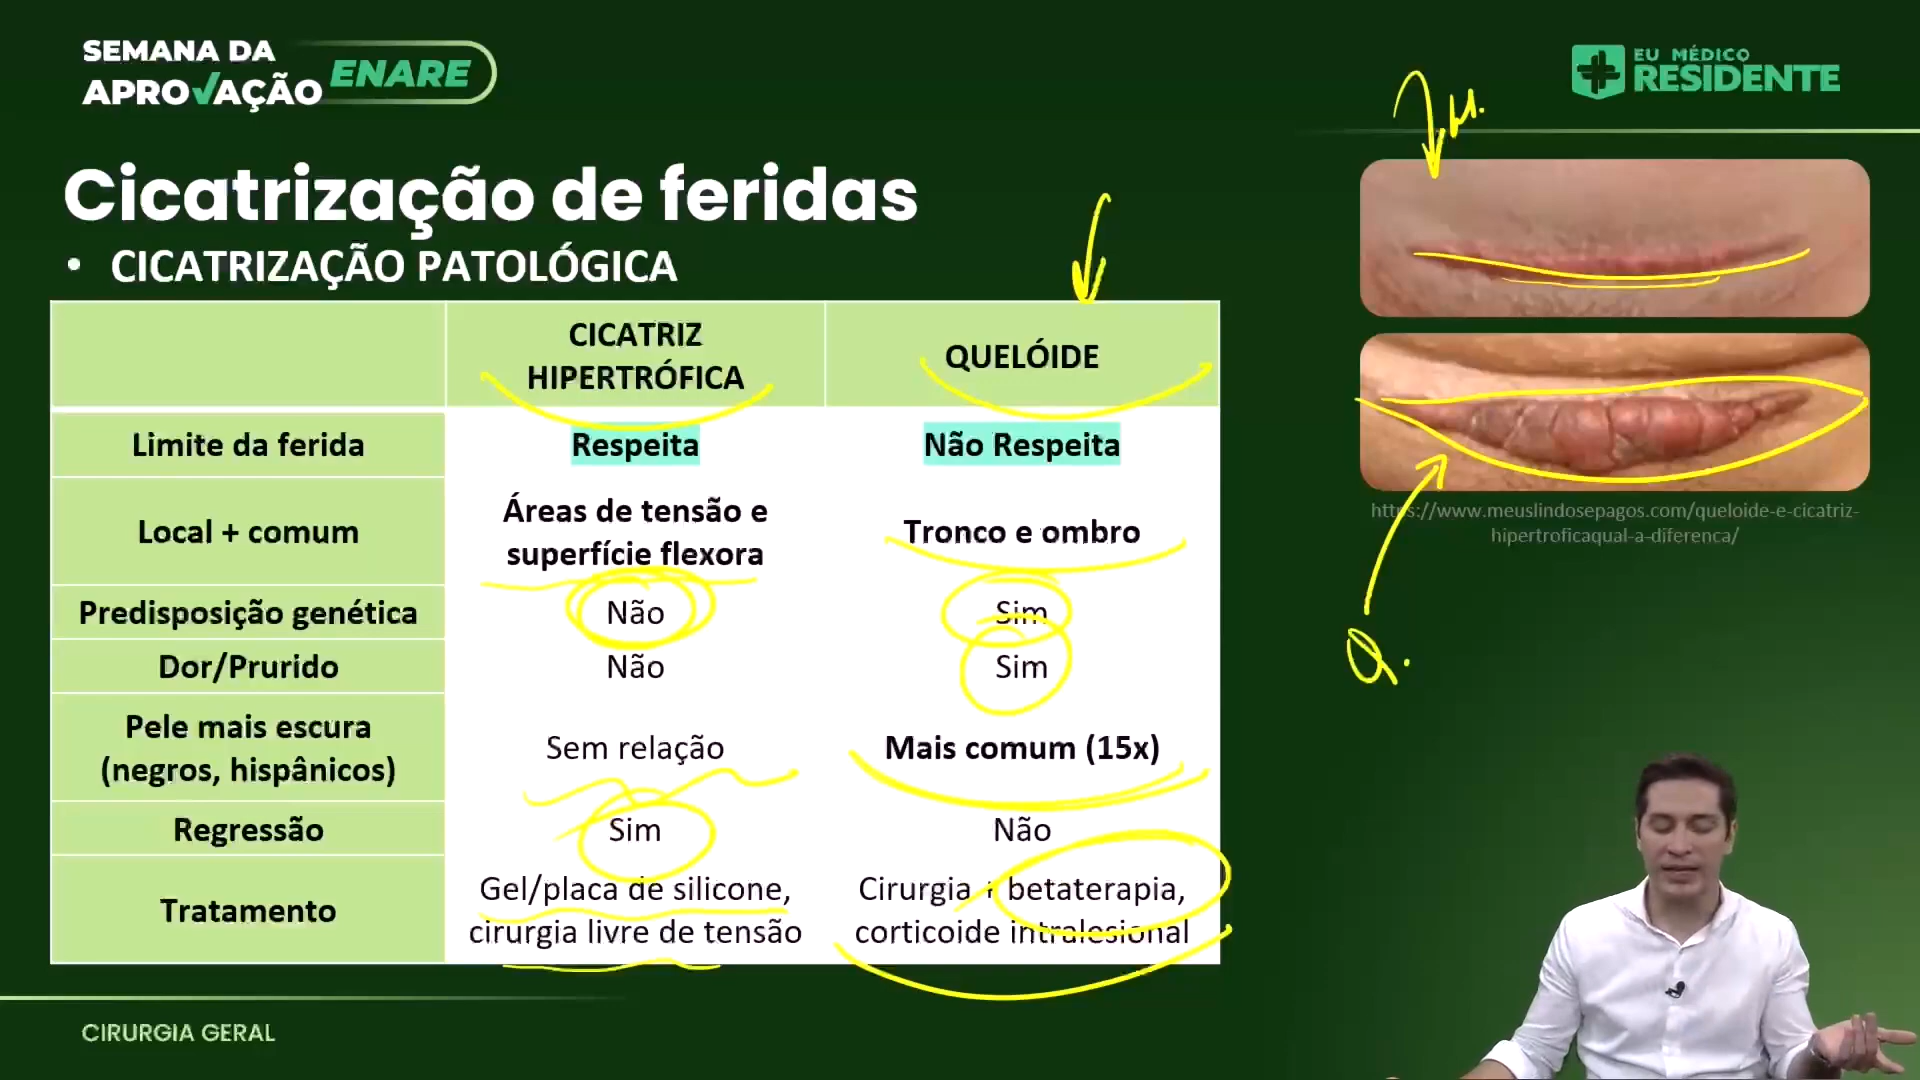 SEMANA DA
APROVAÇÃO ENARE
EU MÉDICO
RESIDENTE
H.
Cicatrização de feridas
• CICATRIZAÇÃO PATOLÓGICA
CICATRIZ
HIPERTRÓFICA
QUELÓIDE
Limite da ferida
Respeita
Não Respeita
Local + comum
Áreas de tensão e
superfície flexora
Tronco e ombro
Predisposição genética
Não
Sim
Dor/Prurido
Não
Sim
Pele mais escura
(negros, hispânicos)
Sem relação
Mais comum (15x)
Regressão
Sim
Não
Tratamento
Gel/placa de silicone,
cirurgia livre de tensão
Cirurgia + betaterapia,
corticoide intralesional
https://www.meuslindosepagos.com/queloide-e-cicatriz-
hipertroficaqual-a-diferenca/
Q.
CIRURGIA GERAL